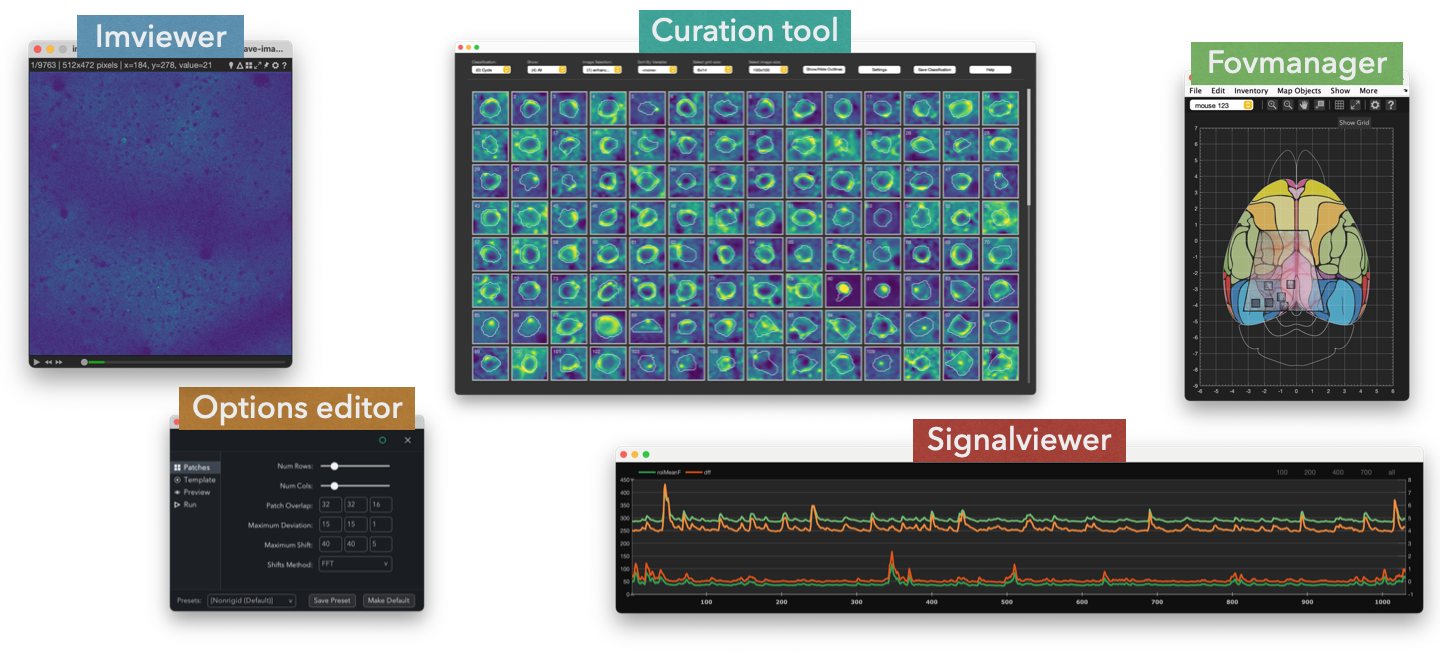 Imviewer
ave-ima...
1/9763 | 512x472 pixels | x=184, y=278, value=21
Curation tool
Classification:
Show:
Image Selection:
Sort By Variable:
Select grid size:
Select image size:
(0) Cycle
(4) All
8x14
100x100
Show/Hide Outlines
Settings
Save Classification
Help
Fovmanager
File Edit Inventory Map Objects Show More
mouse 123
Show Grid
7
6
5
4
3
2
1
0
-1
-2
-3
-4
-5
-6
-7
-8
-9
-6 -5 -4 -3 -2 -1 0 1 2 3 4 5 6
Options editor
Patches
Template
Preview
Run
Num Rows:
Num Cols:
Patch Overlap: 32 32 16
Maximum Deviation: 15 15 1
Maximum Shift: 40 40 5
Shifts Method: FFT
Presets: [Nonrigid (Default)] Save Preset Make Default
Signalviewer
roiMeanF dff
100 200 400 700 all
450
400
350
300
250
200
150
100
50
0
8
7
6
5
4
3
2
1
0
-1
100 200 300 400 500 600 700 800 900 1000